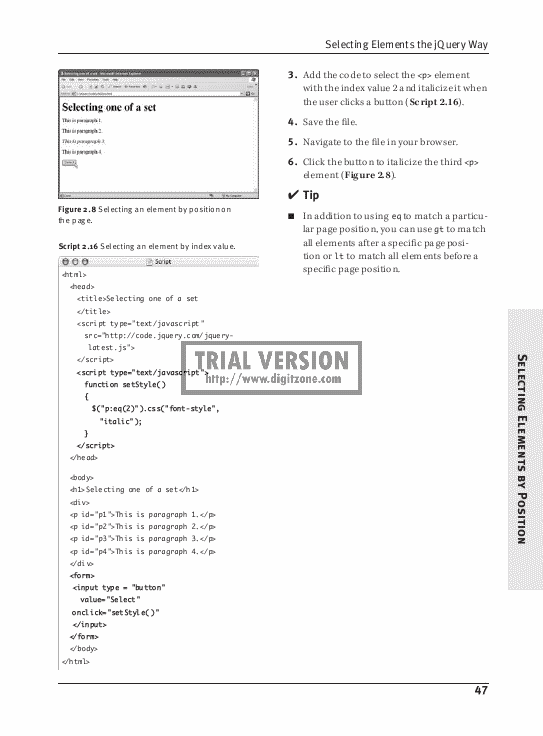 Selecting Elements the jQuery Way
Selecting one of a set
This is paragraph 1.
This is paragraph 2.
This is paragraph 3.
This is paragraph 4.
Figure 2.8 Selecting an element by position on
the page.
Script 2.16 Selecting an element by index value.
Script
<html>
<head>
<title>Selecting one of a set
</title>
<script type="text/javascript"
src="http://code.jquery.com/jquery-
latest.js">
</script>
<script type="text/javascript">
function setStyle()
{
$("p:eq(2)").css("font-style",
"italic");
}
</script>
</head>
<body>
<h1>Selecting one of a set</h1>
<div>
<p id="p1">This is paragraph 1.</p>
<p id="p2">This is paragraph 2.</p>
<p id="p3">This is paragraph 3.</p>
<p id="p4">This is paragraph 4.</p>
</div>
<form>
<input type = "button"
value="Select"
onclick="setStyle()"
</input>
</form>
</body>
</html>
3. Add the code to select the <p> element
with the index value 2 and italicize it when
the user clicks a button (Script 2.16).
4. Save the file.
5. Navigate to the file in your browser.
6. Click the button to italicize the third <p>
element (Figure 2.8).
✔ Tip
■ In addition to using eq to match a particu-
lar page position, you can use gt to match
all elements after a specific page posi-
tion or lt to match all elements before a
specific page position.
TRIAL VERSION
http://www.digitzone.com
Selecting Elements by Position
47